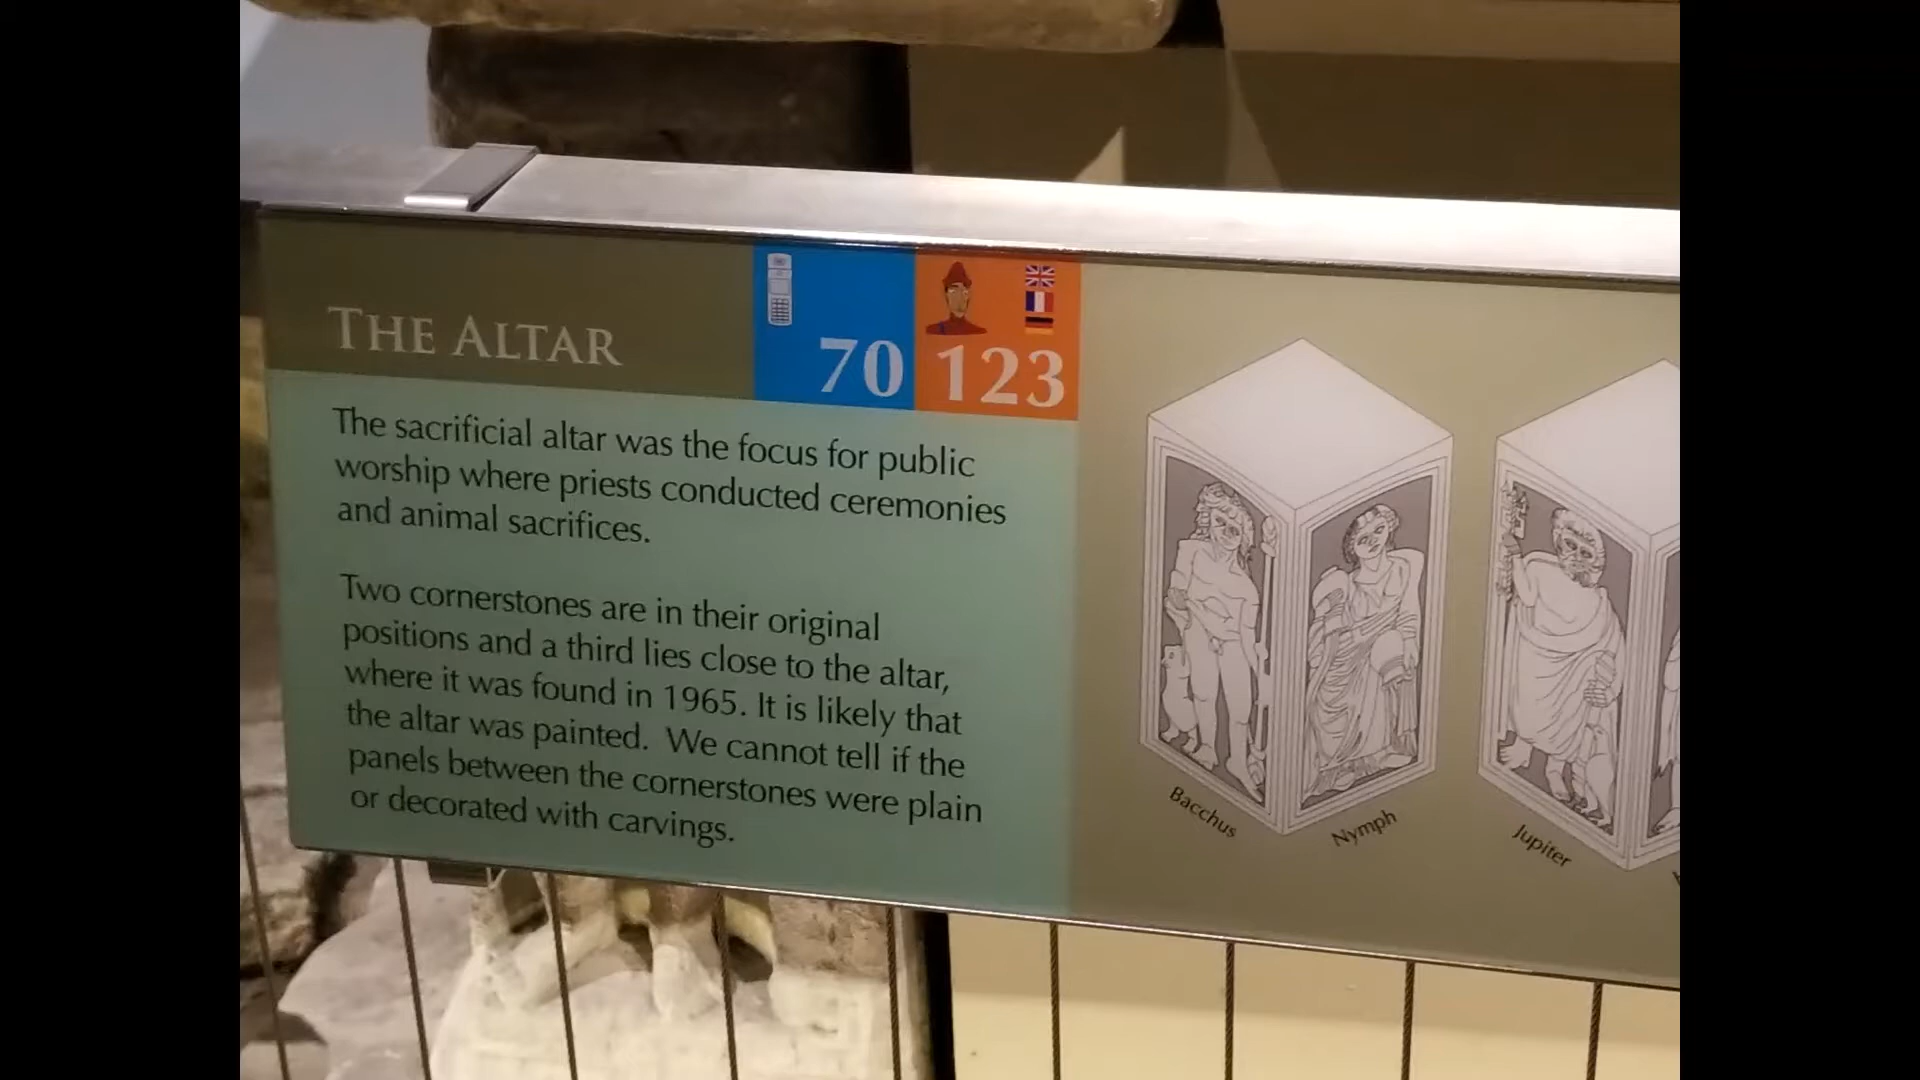 THE ALTAR
70
123
The sacrificial altar was the focus for public
worship where priests conducted ceremonies
and animal sacrifices.
Two cornerstones are in their original
positions and a third lies close to the altar,
where it was found in 1965. It is likely that
the altar was painted. We cannot tell if the
panels between the cornerstones were plain
or decorated with carvings.
Bacchus
Nymph
Jupiter